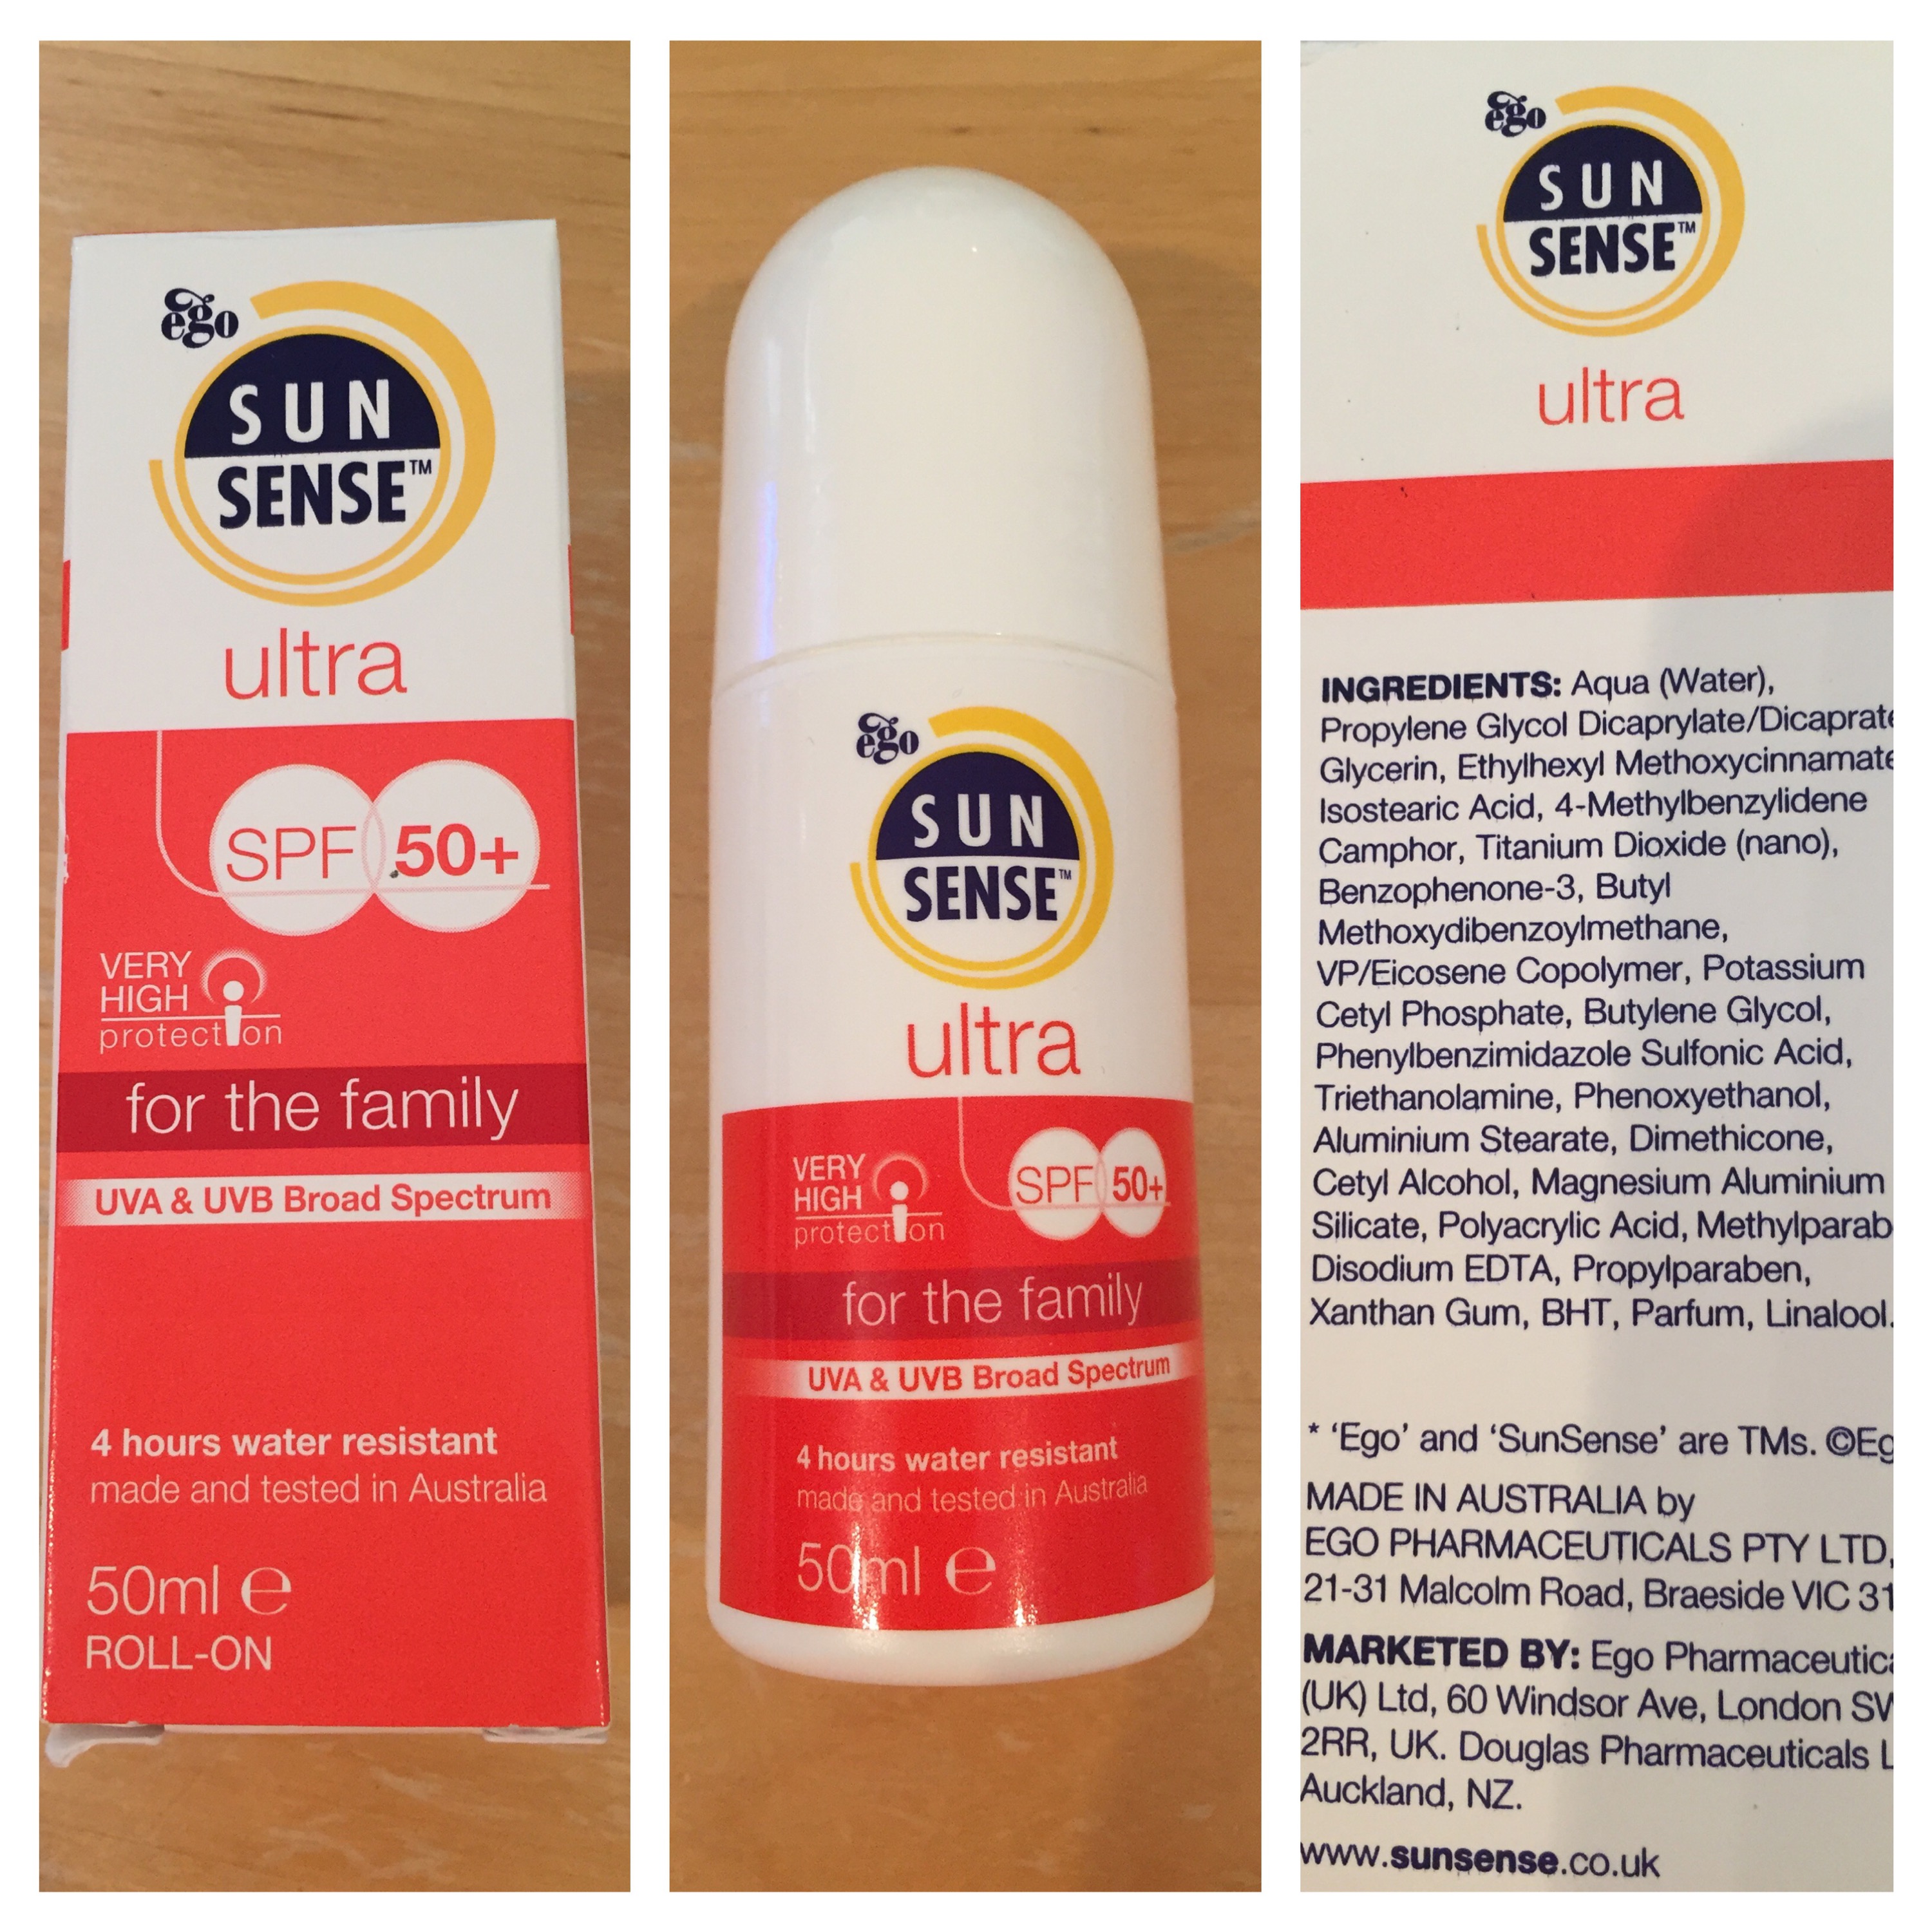 ego
SUN
SENSE™
ultra
SPF 50+
VERY
HIGH
protection
for the family
UVA & UVB Broad Spectrum
4 hours water resistant
made and tested in Australia
50ml e
ROLL-ON
ego
SUN
SENSE™
ultra
VERY
HIGH
protection
SPF 50+
for the family
UVA & UVB Broad Spectrum
4 hours water resistant
made and tested in Australia
50ml e
ego
SUN
SENSE™
ultra
INGREDIENTS: Aqua (Water),
Propylene Glycol Dicaprylate/Dicaprate
Glycerin, Ethylhexyl Methoxycinnamate
Isostearic Acid, 4-Methylbenzylidene
Camphor, Titanium Dioxide (nano),
Benzophenone-3, Butyl
Methoxydibenzoylmethane,
VP/Eicosene Copolymer, Potassium
Cetyl Phosphate, Butylene Glycol,
Phenylbenzimidazole Sulfonic Acid,
Triethanolamine, Phenoxyethanol,
Aluminium Stearate, Dimethicone,
Cetyl Alcohol, Magnesium Aluminium
Silicate, Polyacrylic Acid, Methylparab
Disodium EDTA, Propylparaben,
Xanthan Gum, BHT, Parfum, Linalool.
* 'Ego' and 'SunSense' are TMs. ©Eg
MADE IN AUSTRALIA by
EGO PHARMACEUTICALS PTY LTD,
21-31 Malcolm Road, Braeside VIC 31
MARKETED BY: Ego Pharmaceutica
(UK) Ltd, 60 Windsor Ave, London SW
2RR, UK. Douglas Pharmaceuticals L
Auckland, NZ.
www.sunsense.co.uk